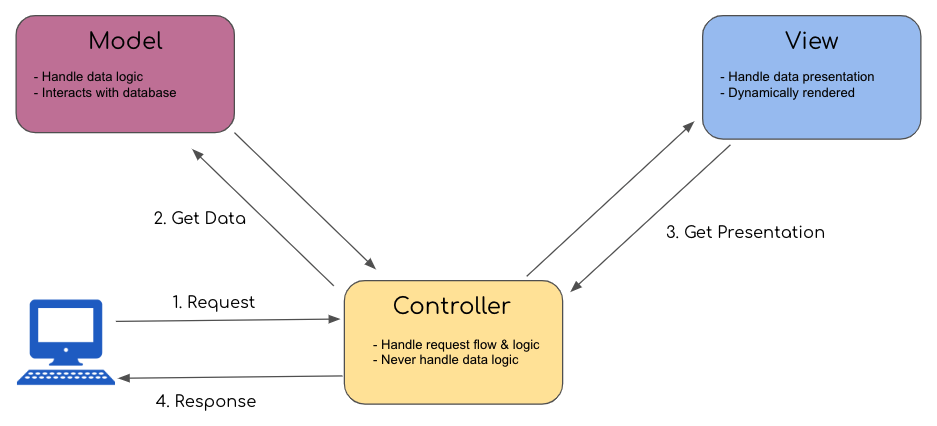 Model
- Handle data logic
- Interacts with database
View
- Handle data presentation
- Dynamically rendered
2. Get Data
3. Get Presentation
1. Request
Controller
- Handle request flow & logic
- Never handle data logic
4. Response